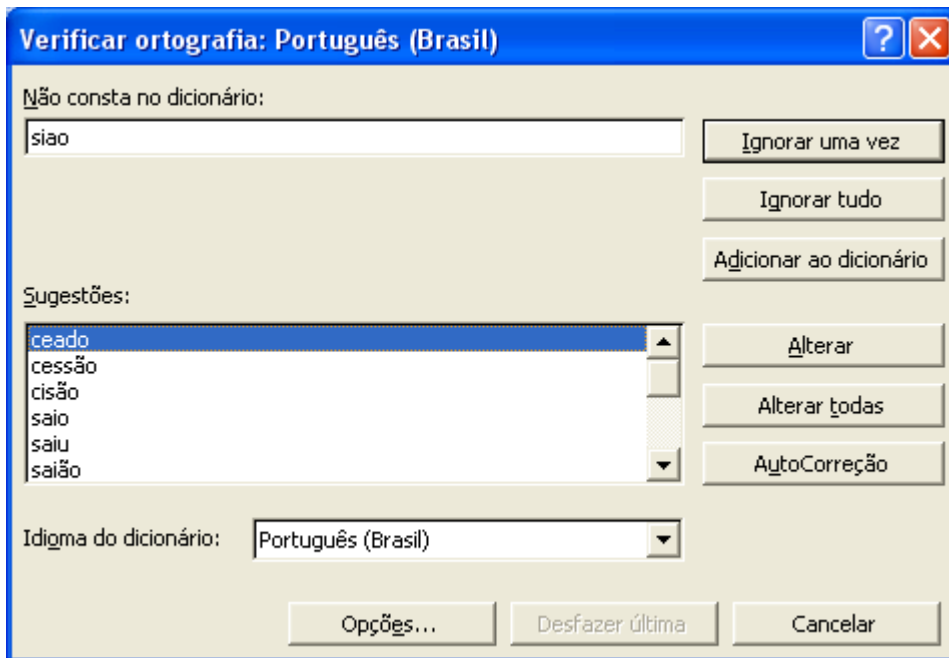 Verificar ortografia: Português (Brasil)
Não consta no dicionário:
siao
Ignorar uma vez
Ignorar tudo
Adicionar ao dicionário
Sugestões:
ceado
cessão
cisão
saio
saiu
saião
Alterar
Alterar todas
AutoCorreção
Idioma do dicionário:
Português (Brasil)
Opções...
Desfazer última
Cancelar